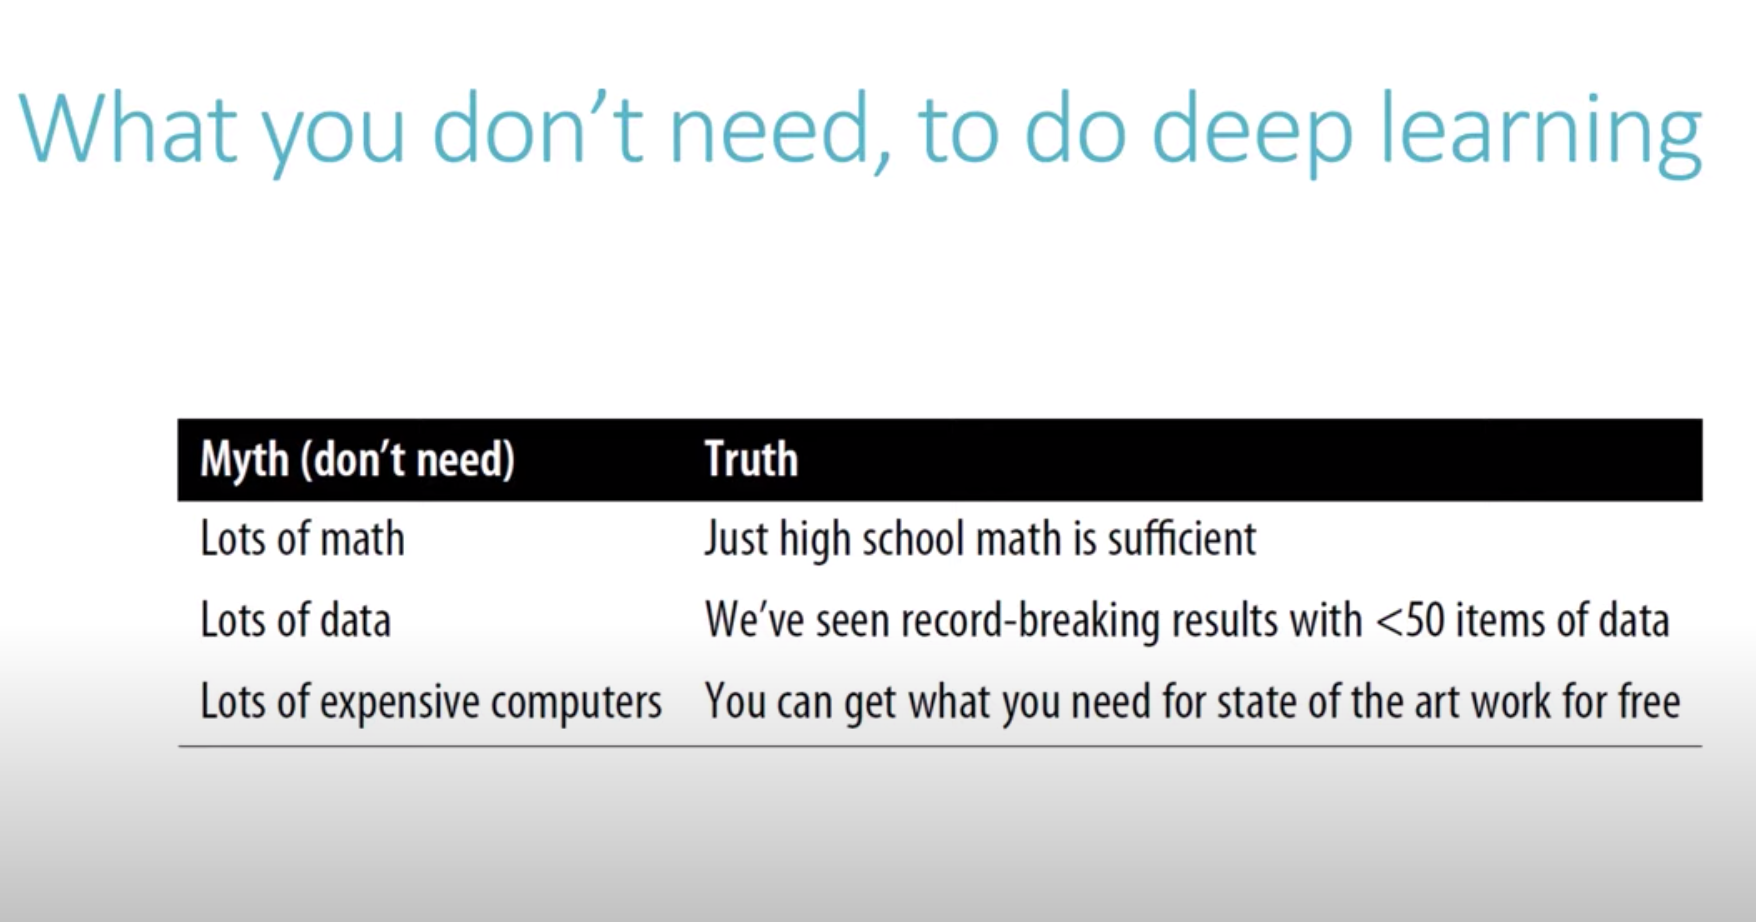 What you don’t need, to do deep learning
Myth (don’t need) Truth
Lots of math Just high school math is sufficient
Lots of data We’ve seen record-breaking results with <50 items of data
Lots of expensive computers You can get what you need for state of the art work for free